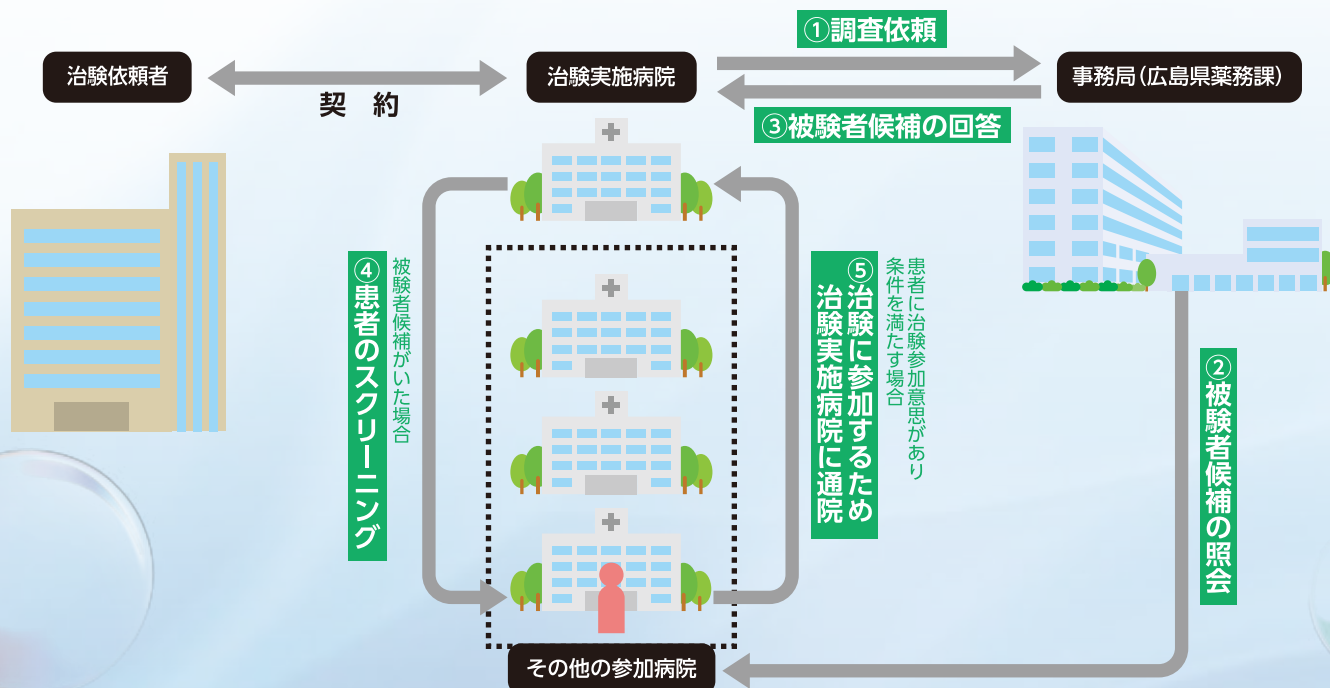 ①調査依頼
治験依頼者
治験実施病院
事務局（広島県薬務課）
契　約
③被験者候補の回答
④患者のスクリーニング
被験者候補がいた場合
⑤治験に参加するため
治験実施病院に通院
患者に治験参加意思があり
条件を満たす場合
②被験者候補の照会
その他の参加病院